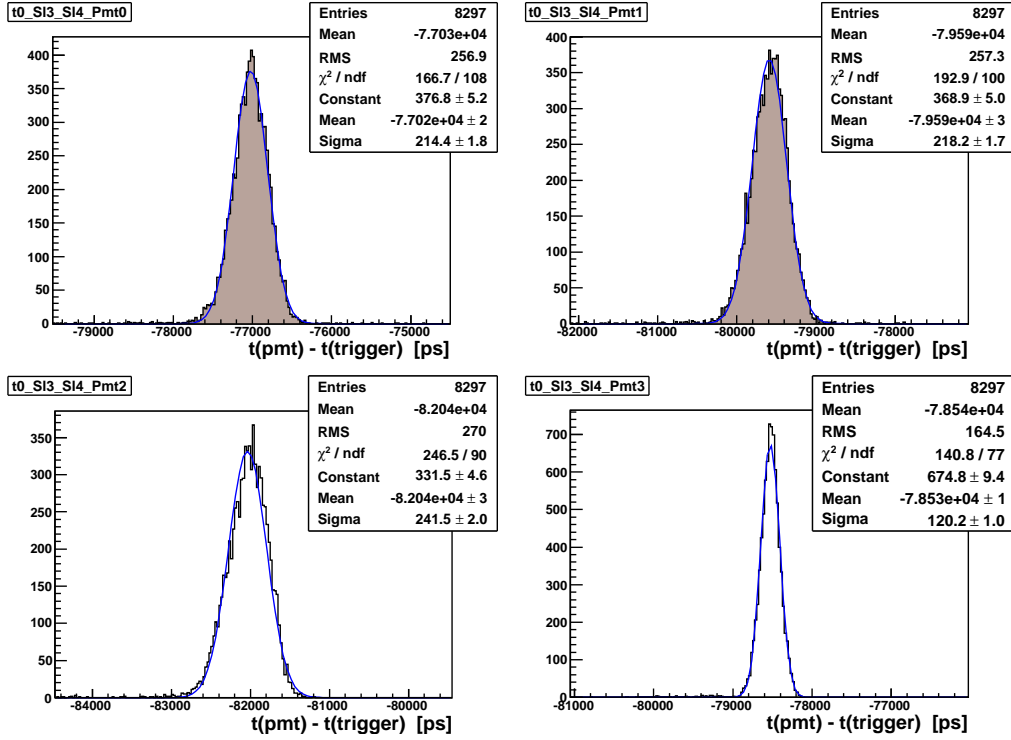 t0_SI3_SI4_Pmt0
Entries 8297
Mean -7.703e+04
RMS 256.9
χ² / ndf 166.7 / 108
Constant 376.8 ± 5.2
Mean -7.702e+04 ± 2
Sigma 214.4 ± 1.8
400
350
300
250
200
150
100
50
0
-79000 -78000 -77000 -76000 -75000
t(pmt) - t(trigger) [ps]
t0_SI3_SI4_Pmt1
Entries 8297
Mean -7.959e+04
RMS 257.3
χ² / ndf 192.9 / 100
Constant 368.9 ± 5.0
Mean -7.959e+04 ± 3
Sigma 218.2 ± 1.7
400
350
300
250
200
150
100
50
0
-82000 -81000 -80000 -79000 -78000
t(pmt) - t(trigger) [ps]
t0_SI3_SI4_Pmt2
Entries 8297
Mean -8.204e+04
RMS 270
χ² / ndf 246.5 / 90
Constant 331.5 ± 4.6
Mean -8.204e+04 ± 3
Sigma 241.5 ± 2.0
350
300
250
200
150
100
50
0
-84000 -83000 -82000 -81000 -80000
t(pmt) - t(trigger) [ps]
t0_SI3_SI4_Pmt3
Entries 8297
Mean -7.854e+04
RMS 164.5
χ² / ndf 140.8 / 77
Constant 674.8 ± 9.4
Mean -7.853e+04 ± 1
Sigma 120.2 ± 1.0
700
600
500
400
300
200
100
0
-81000 -80000 -79000 -78000 -77000
t(pmt) - t(trigger) [ps]